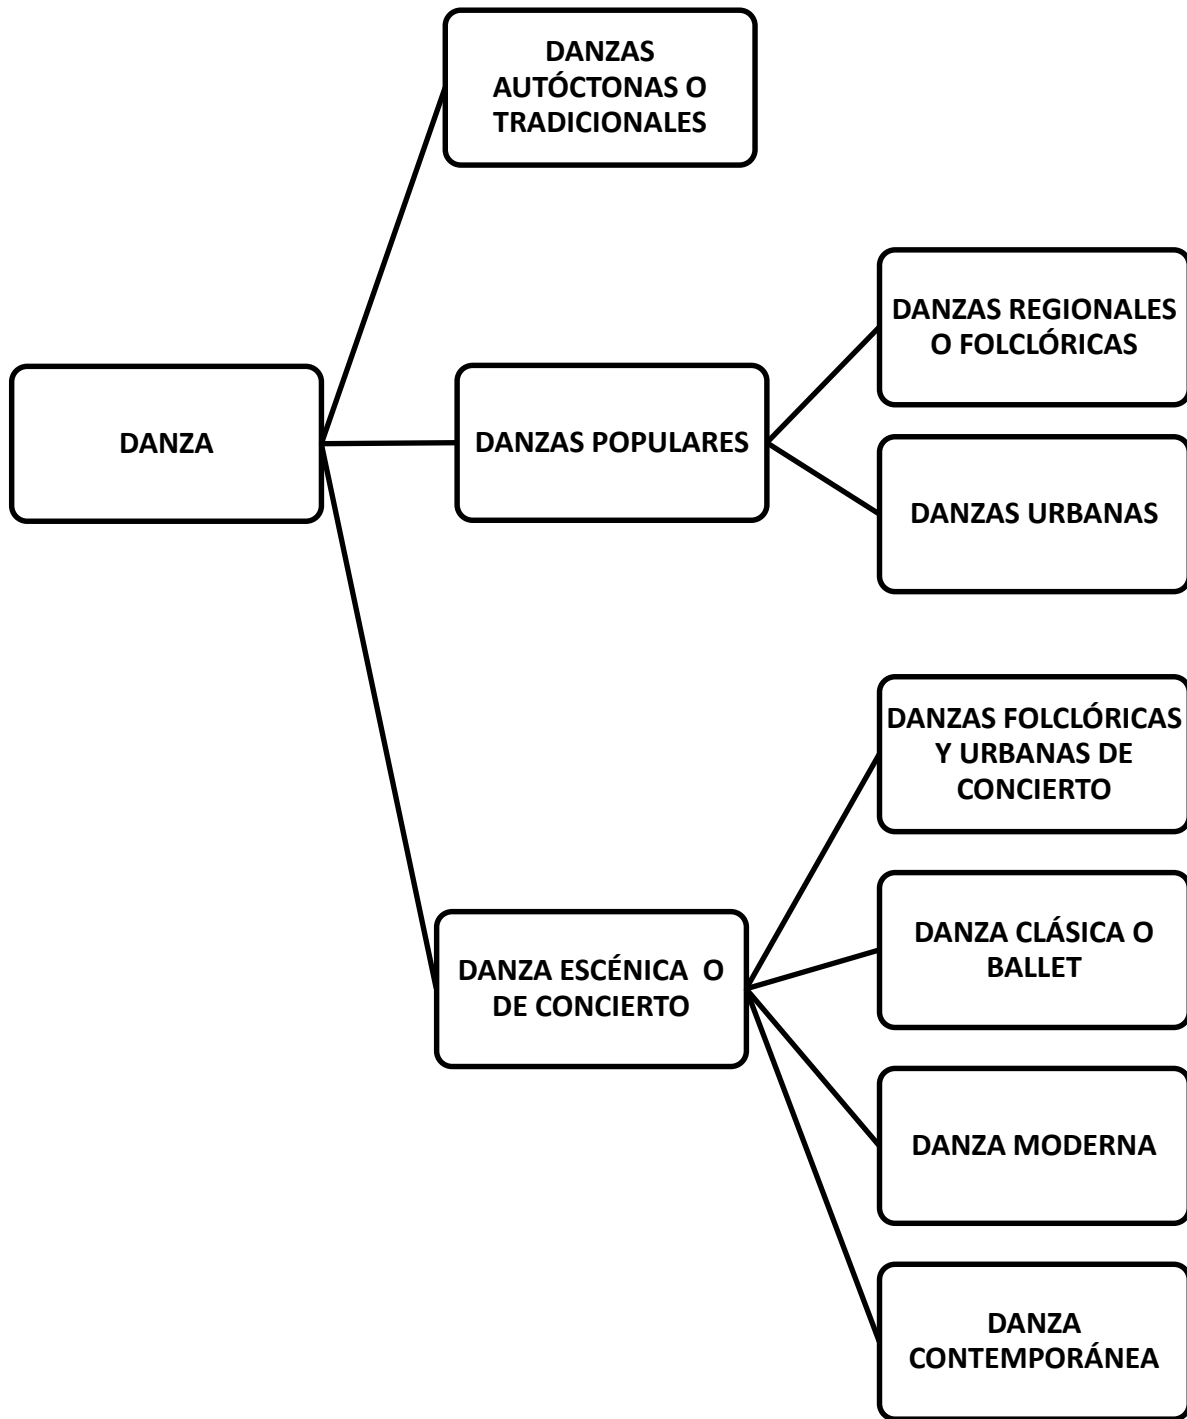 DANZAS
AUTÓCTONAS O
TRADICIONALES
DANZAS REGIONALES
O FOLCLÓRICAS
DANZA
DANZAS POPULARES
DANZAS URBANAS
DANZAS FOLCLÓRICAS
Y URBANAS DE
CONCIERTO
DANZA ESCÉNICA  O
DE CONCIERTO
DANZA CLÁSICA O
BALLET
DANZA MODERNA
DANZA
CONTEMPORÁNEA